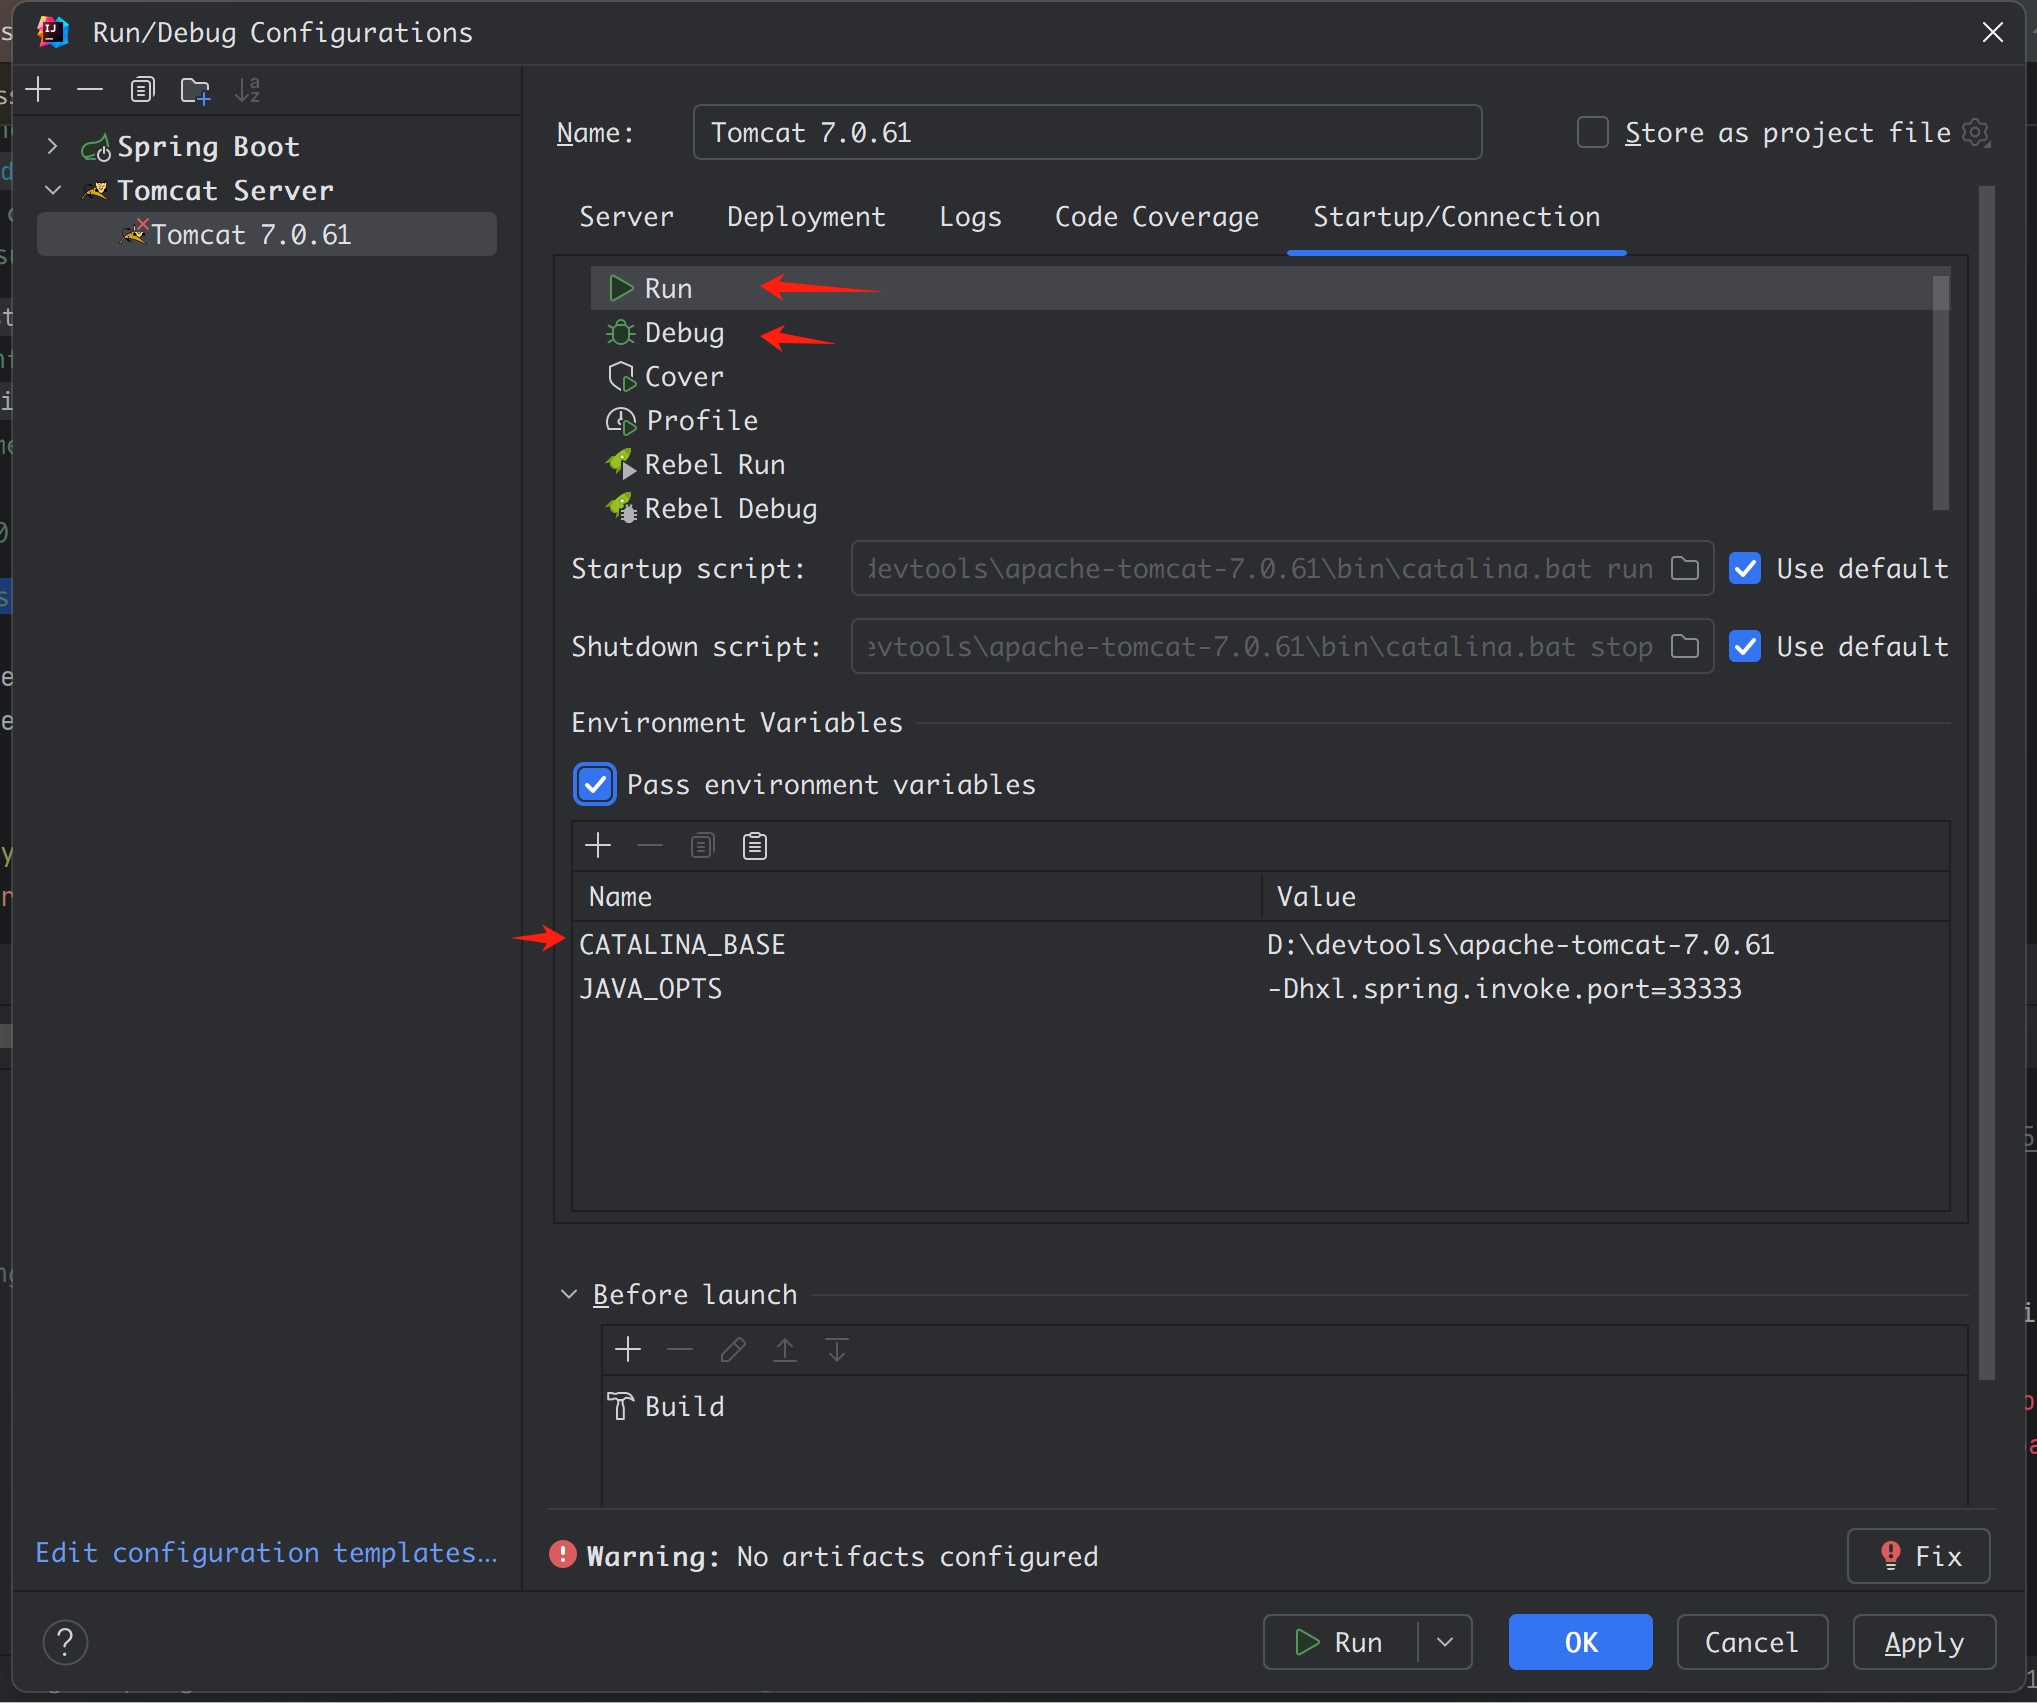 Run/Debug Configurations
Spring Boot
Tomcat Server
Tomcat 7.0.61
Edit configuration templates...
Name:
Tomcat 7.0.61
Store as project file
Server
Deployment
Logs
Code Coverage
Startup/Connection
Run
Debug
Cover
Profile
Rebel Run
Rebel Debug
Startup script:
devtools\apache-tomcat-7.0.61\bin\catalina.bat run
Use default
Shutdown script:
evtools\apache-tomcat-7.0.61\bin\catalina.bat stop
Use default
Environment Variables
Pass environment variables
Name Value
CATALINA_BASE D:\devtools\apache-tomcat-7.0.61
JAVA_OPTS -Dhxl.spring.invoke.port=33333
Before launch
Build
Warning: No artifacts configured
Fix
?
Run
OK
Cancel
Apply